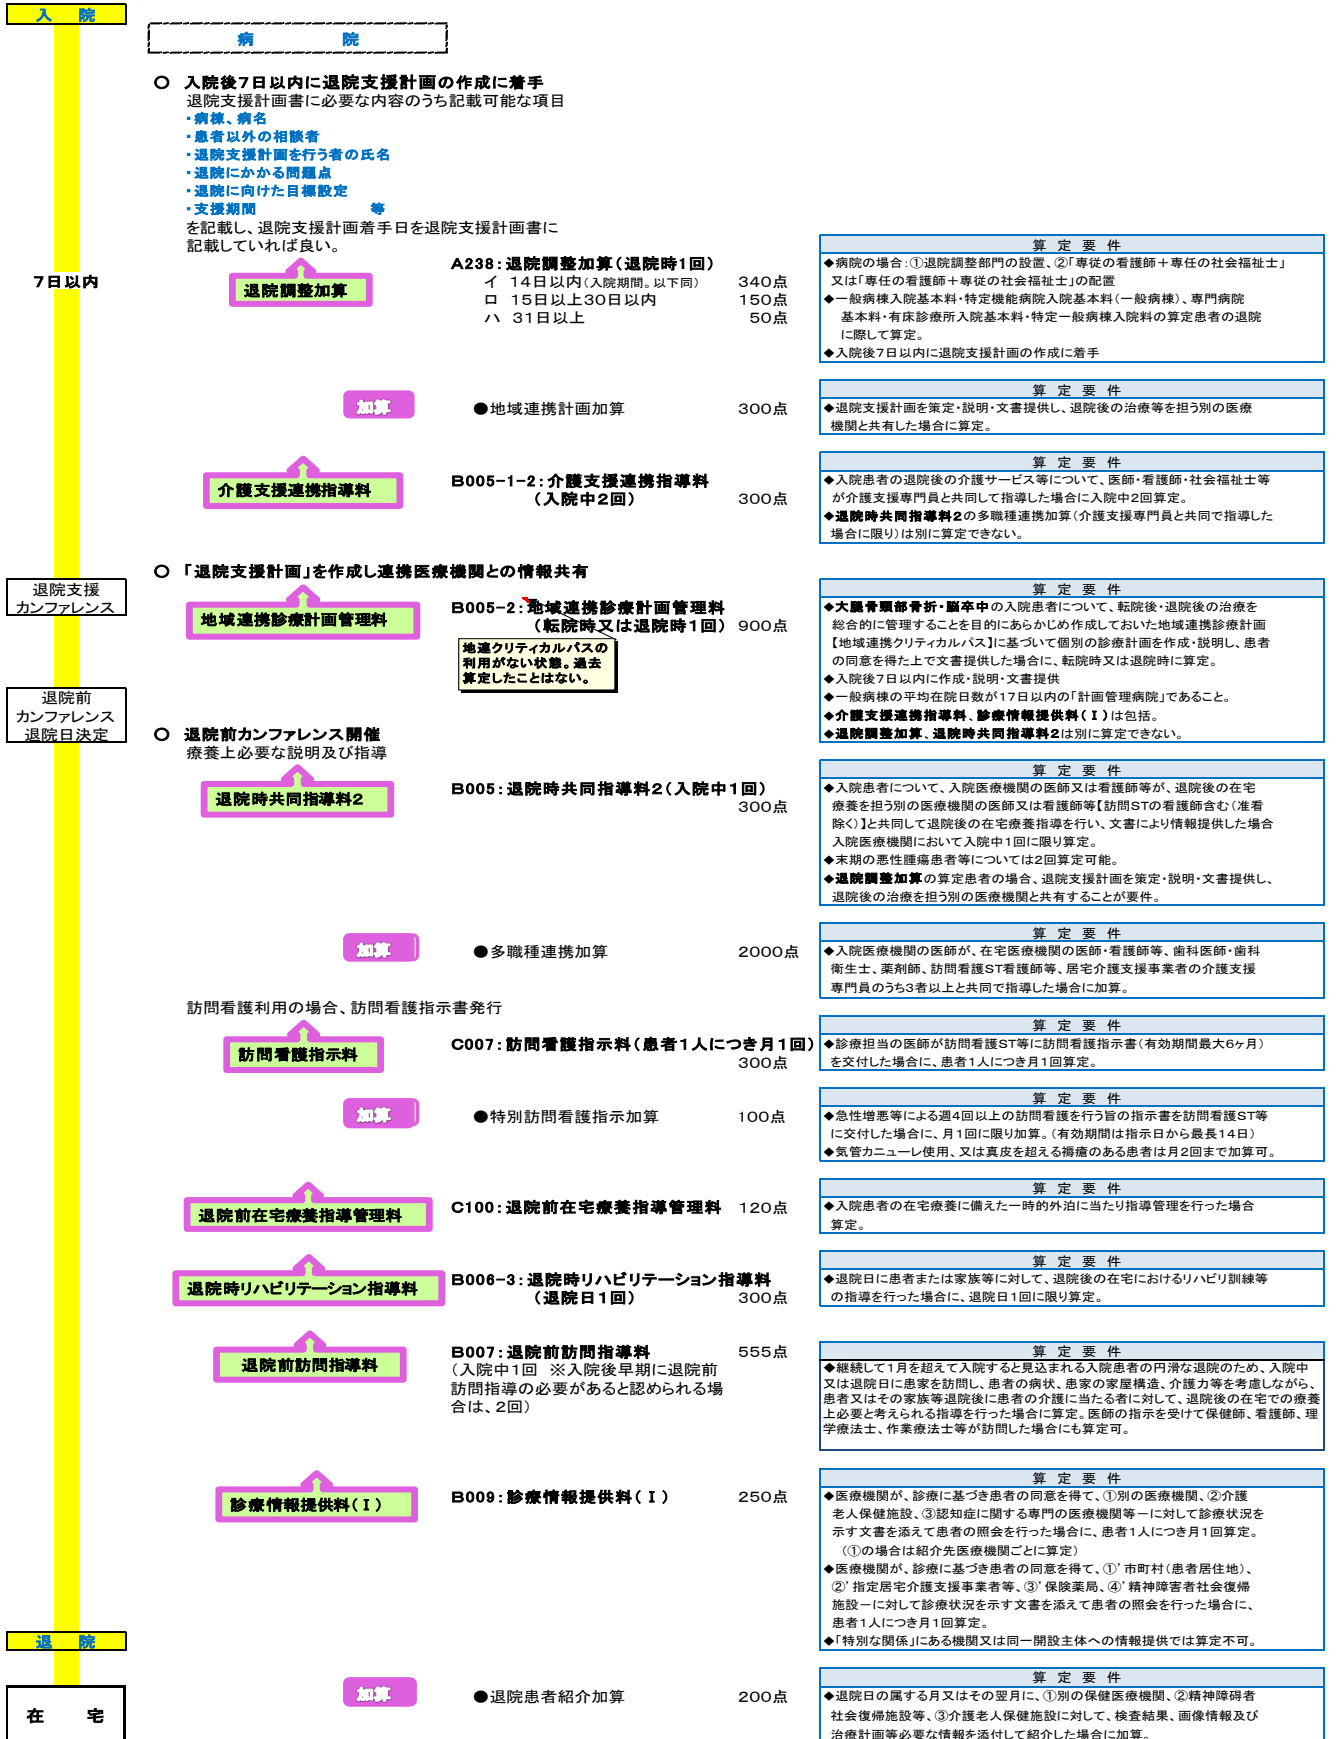 入　院
病　　　院
○ 入院後7日以内に退院支援計画の作成に着手
退院支援計画書に必要な内容のうち記載可能な項目
・病棟、病名
・患者以外の相談者
・退院支援計画を行う者の氏名
・退院にかかる問題点
・退院に向けた目標設定
・支援期間　　　　　　　等
を記載し、退院支援計画着手日を退院支援計画書に
記載していれば良い。
7日以内
退院調整加算
A238：退院調整加算（退院時1回）
イ 14日以内（入院期間。以下同） 340点
ロ 15日以上30日以内 150点
ハ 31日以上 50点
算 定 要 件
◆病院の場合：①退院調整部門の設置、②「専従の看護師＋専任の社会福祉士」
又は「専任の看護師＋専従の社会福祉士」の配置
◆一般病棟入院基本料・特定機能病院入院基本料（一般病棟）、専門病院
基本料・有床診療所入院基本料・特定一般病棟入院料の算定患者の退院
に際して算定。
◆入院後7日以内に退院支援計画の作成に着手
加算
●地域連携計画加算 300点
算 定 要 件
◆退院支援計画を策定・説明・文書提供し、退院後の治療等を担う別の医療
機関と共有した場合に算定。
介護支援連携指導料
B005-1-2：介護支援連携指導料
（入院中2回） 300点
算 定 要 件
◆入院患者の退院後の介護サービス等について、医師・看護師・社会福祉士等
が介護支援専門員と共同して指導した場合に入院中2回算定。
◆退院時共同指導料2の多職種連携加算（介護支援専門員と共同で指導した
場合に限り）は別に算定できない。
退院支援
カンファレンス
○ 「退院支援計画」を作成し連携医療機関との情報共有
地域連携診療計画管理料
B005-2：地域連携診療計画管理料
（転院時又は退院時1回） 900点
地連クリティカルパスの
利用がない状態。過去
算定したことはない。
算 定 要 件
◆大腿骨頸部骨折・脳卒中の入院患者について、転院後・退院後の治療を
総合的に管理することを目的にあらかじめ作成しておいた地域連携診療計画
【地域連携クリティカルパス】に基づいて個別の診療計画を作成・説明し、患者
の同意を得た上で文書提供した場合に、転院時又は退院時に算定。
◆入院後7日以内に作成・説明・文書提供
◆一般病棟の平均在院日数が17日以内の「計画管理病院」であること。
◆介護支援連携指導料、診療情報提供料（Ⅰ）は包括。
◆退院調整加算、退院時共同指導料2は別に算定できない。
退院前
カンファレンス
退院日決定
○ 退院前カンファレンス開催
療養上必要な説明及び指導
退院時共同指導料2
B005：退院時共同指導料2（入院中1回）
300点
算 定 要 件
◆入院患者について、入院医療機関の医師又は看護師等が、退院後の在宅
療養を担う別の医療機関の医師又は看護師等【訪問STの看護師含む（准看
除く）】と共同して退院後の在宅療養指導を行い、文書により情報提供した場合
入院医療機関において入院中1回に限り算定。
◆末期の悪性腫瘍患者等については2回算定可能。
◆退院調整加算の算定患者の場合、退院支援計画を策定・説明・文書提供し、
退院後の治療を担う別の医療機関と共有することが要件。
加算
●多職種連携加算 2000点
算 定 要 件
◆入院医療機関の医師が、在宅医療機関の医師・看護師等、歯科医師・歯科
衛生士、薬剤師、訪問看護ST看護師等、居宅介護支援事業者の介護支援
専門員のうち3者以上と共同で指導した場合に加算。
訪問看護利用の場合、訪問看護指示書発行
訪問看護指示料
C007：訪問看護指示料（患者1人につき月1回）
300点
算 定 要 件
◆診療担当の医師が訪問看護ST等に訪問看護指示書（有効期間最大6ヶ月）
を交付した場合に、患者1人につき月1回算定。
加算
●特別訪問看護指示加算 100点
算 定 要 件
◆急性増悪等による週4回以上の訪問看護を行う旨の指示書を訪問看護ST等
に交付した場合に、月1回に限り加算。（有効期間は指示日から最長14日）
◆気管カニューレ使用、又は真皮を超える褥瘡のある患者は月2回まで加算可。
退院前在宅療養指導管理料
C100：退院前在宅療養指導管理料 120点
算 定 要 件
◆入院患者の在宅療養に備えた一時的外泊に当たり指導管理を行った場合
算定。
退院時リハビリテーション指導料
B006-3：退院時リハビリテーション指導料
（退院日1回） 300点
算 定 要 件
◆退院日に患者または家族等に対して、退院後の在宅におけるリハビリ訓練等
の指導を行った場合に、退院日1回に限り算定。
退院前訪問指導料
B007：退院前訪問指導料 555点
（入院中1回 ※入院後早期に退院前
訪問指導の必要があると認められる場
合は、2回）
算 定 要 件
◆継続して1月を超えて入院すると見込まれる入院患者の円滑な退院のため、入院中
又は退院日に患家を訪問し、患者の病状、患家の家屋構造、介護力等を考慮しながら、
患者又はその家族等退院後に患者の介護に当たる者に対して、退院後の在宅での療養
上必要と考えられる指導を行った場合に算定。医師の指示を受けて保健師、看護師、理
学療法士、作業療法士等が訪問した場合にも算定可。
診療情報提供料（Ⅰ）
B009：診療情報提供料（Ⅰ） 250点
算 定 要 件
◆医療機関が、診療に基づき患者の同意を得て、①別の医療機関、②介護
老人保健施設、③認知症に関する専門の医療機関等－に対して診療状況を
示す文書を添えて患者の照会を行った場合に、患者1人につき月1回算定。
（①の場合は紹介先医療機関ごとに算定）
◆医療機関が、診療に基づき患者の同意を得て、①’市町村（患者居住地）、
②’指定居宅介護支援事業者等、③’保険薬局、④’精神障害者社会復帰
施設－に対して診療状況を示す文書を添えて患者の照会を行った場合に、
患者1人につき月1回算定。
◆「特別な関係」にある機関又は同一開設主体への情報提供では算定不可。
退　院
加算
●退院患者紹介加算 200点
算 定 要 件
◆退院日の属する月又はその翌月に、①別の保健医療機関、②精神障碍者
社会復帰施設等、③介護老人保健施設に対して、検査結果、画像情報及び
治療計画等必要な情報を添付して紹介した場合に加算。
在　　宅